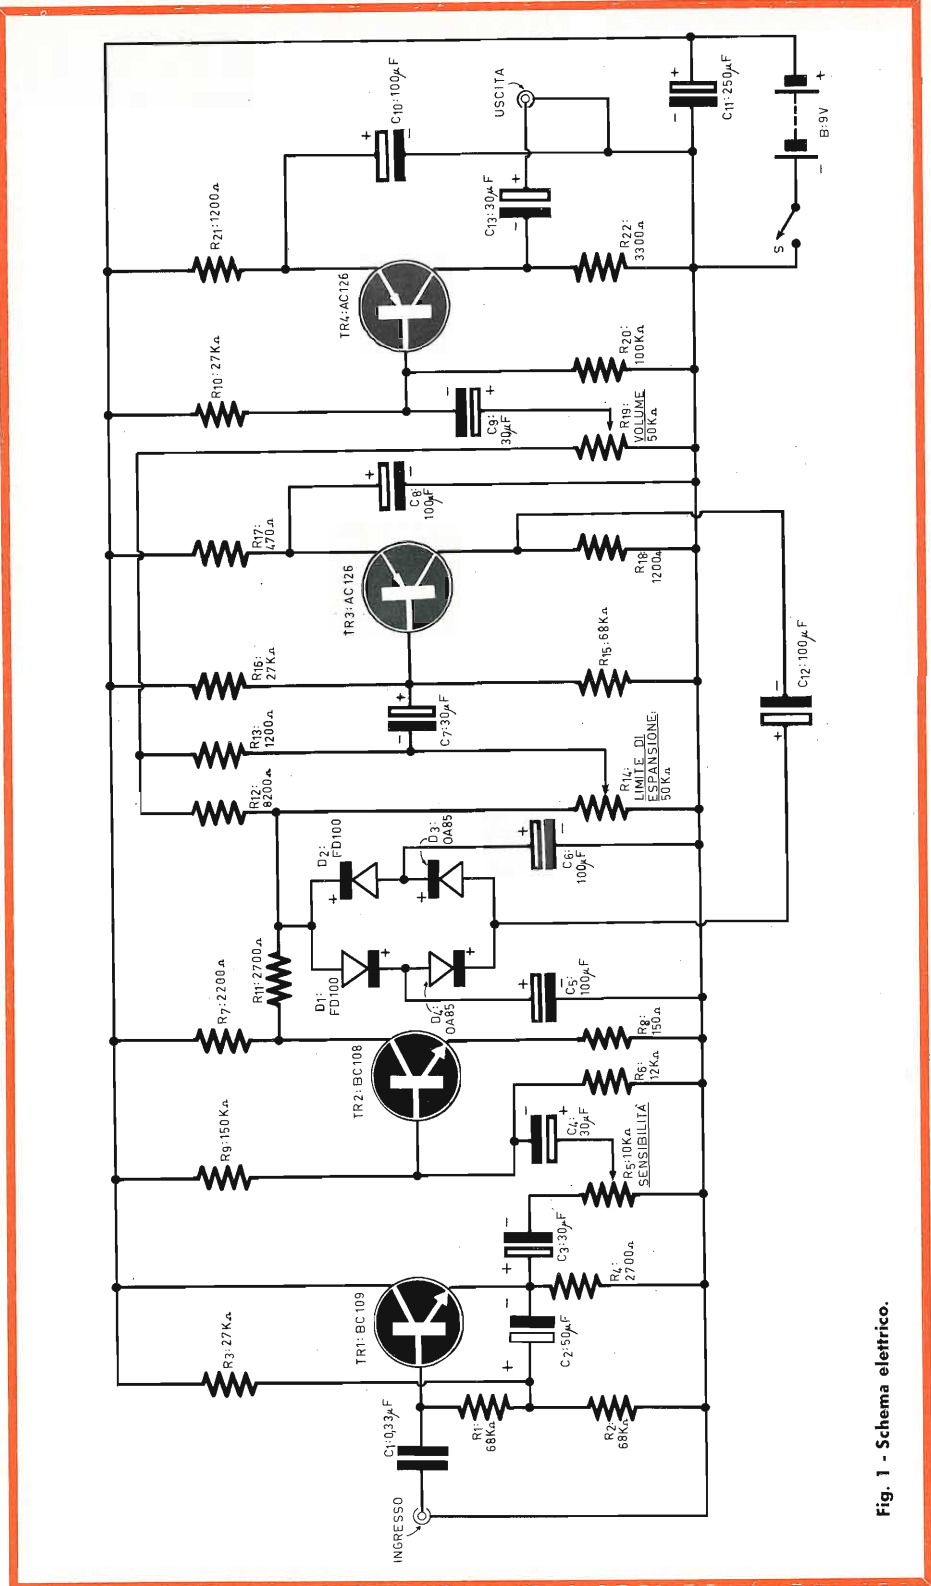 INGRESSO
C1:0,33µF
R1:
68KΩ
R2:
68KΩ
R3:27KΩ
TR1:BC109
C2:50µF
R4:
2700Ω
C3:30µF
R5:10KΩ
SENSIBILITÀ
C4:
30µF
R6:
12KΩ
R9:150KΩ
TR2:BC108
R7:2200Ω
R8:
150Ω
R11:2700Ω
D1:
FD100
D2:
FD100
D4:
OA85
D3:
OA85
C5:
100µF
C6:
100µF
R12:
8200Ω
R13:
1200Ω
R14:
LIMITE DI
ESPANSIONE:
50KΩ
C7:30µF
R16:
27KΩ
R15:68KΩ
TR3:AC126
R17:
470Ω
R18:
1200Ω
C8:
100µF
C12:100µF
R19:
VOLUME
50KΩ
C9:
30µF
R10:27KΩ
R20:
100KΩ
TR4:AC126
R21:1200Ω
R22:
3300Ω
C13:30µF
C10:100µF
USCITA
C11:250µF
S
B:9V
Fig. 1 - Schema elettrico.